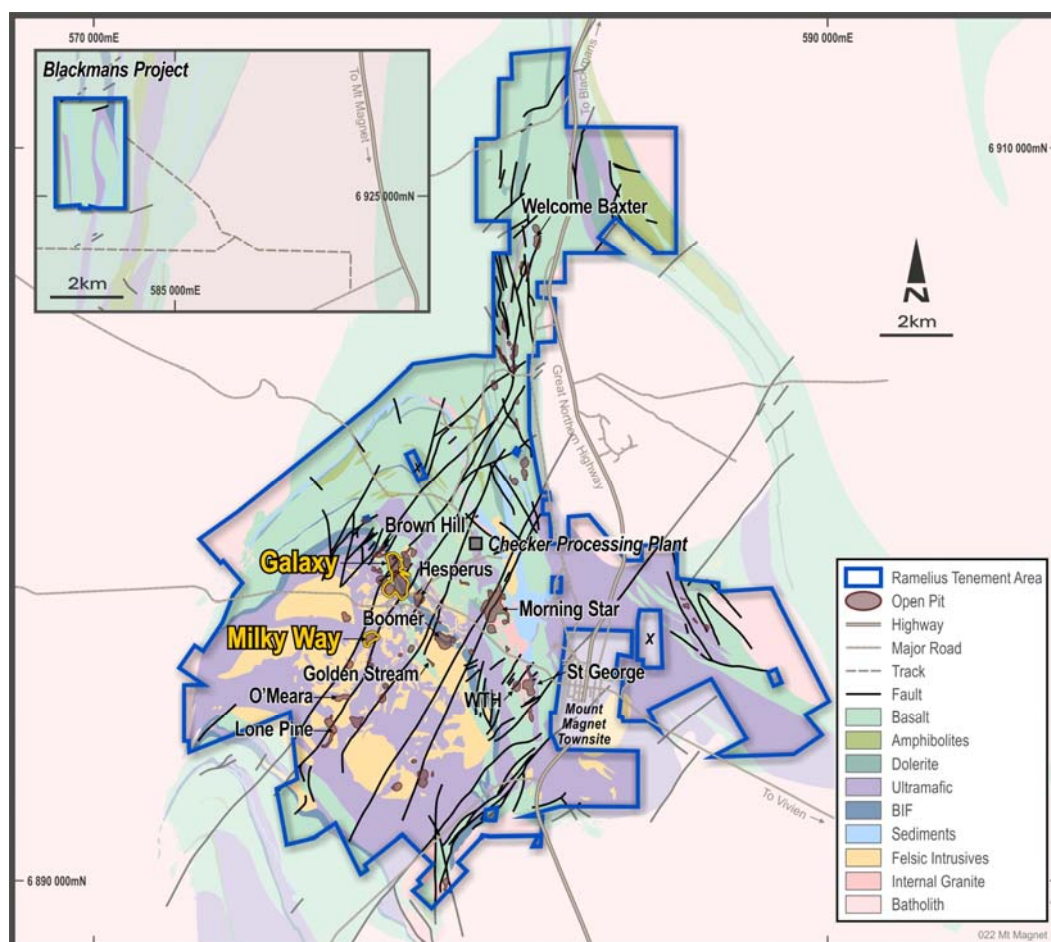 570 000mE
590 000mE
Blackmans Project
To Mt Magnet
6 925 000mN
2km
585 000mE
To Blackmans
6 910 000mN
Welcome Baxter
N
2km
Great Northern Highway
Brown Hill
Checker Processing Plant
Galaxy
Hesperus
Morning Star
Boomer
Milky Way
x
Golden Stream
St George
O'Meara
WTH
Lone Pine
Mount
Magnet
Townsite
To Vivien
6 890 000mN
Ramelius Tenement Area
Open Pit
Highway
Major Road
Track
Fault
Basalt
Amphibolites
Dolerite
Ultramafic
BIF
Sediments
Felsic Intrusives
Internal Granite
Batholith
022 Mt Magnet